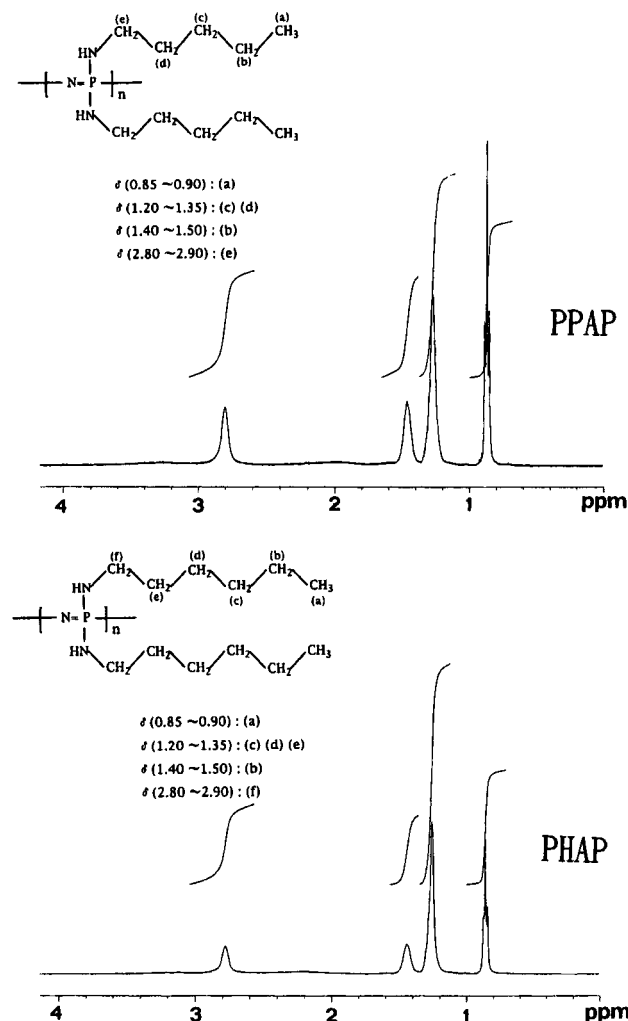 (e) (c) (a)
CH₂ CH₂ CH₃
HN CH₂ CH₂
(d) (b)
N= P n
HN
CH₂ CH₂ CH₂ CH₂ CH₃
δ (0.85 ~0.90) : (a)
δ (1.20 ~1.35) : (c) (d)
δ (1.40 ~1.50) : (b)
δ (2.80 ~2.90) : (e)
PPAP
4 3 2 1 ppm
(f) (d) (b)
CH₂ CH₂ CH₂
HN CH₂ CH₂ CH₃
(e) (c) (a)
N= P n
HN CH₃
CH₂ CH₂ CH₂ CH₂ CH₂
δ (0.85 ~0.90) : (a)
δ (1.20 ~1.35) : (c) (d) (e)
δ (1.40 ~1.50) : (b)
δ (2.80 ~2.90) : (f)
PHAP
4 3 2 1 ppm